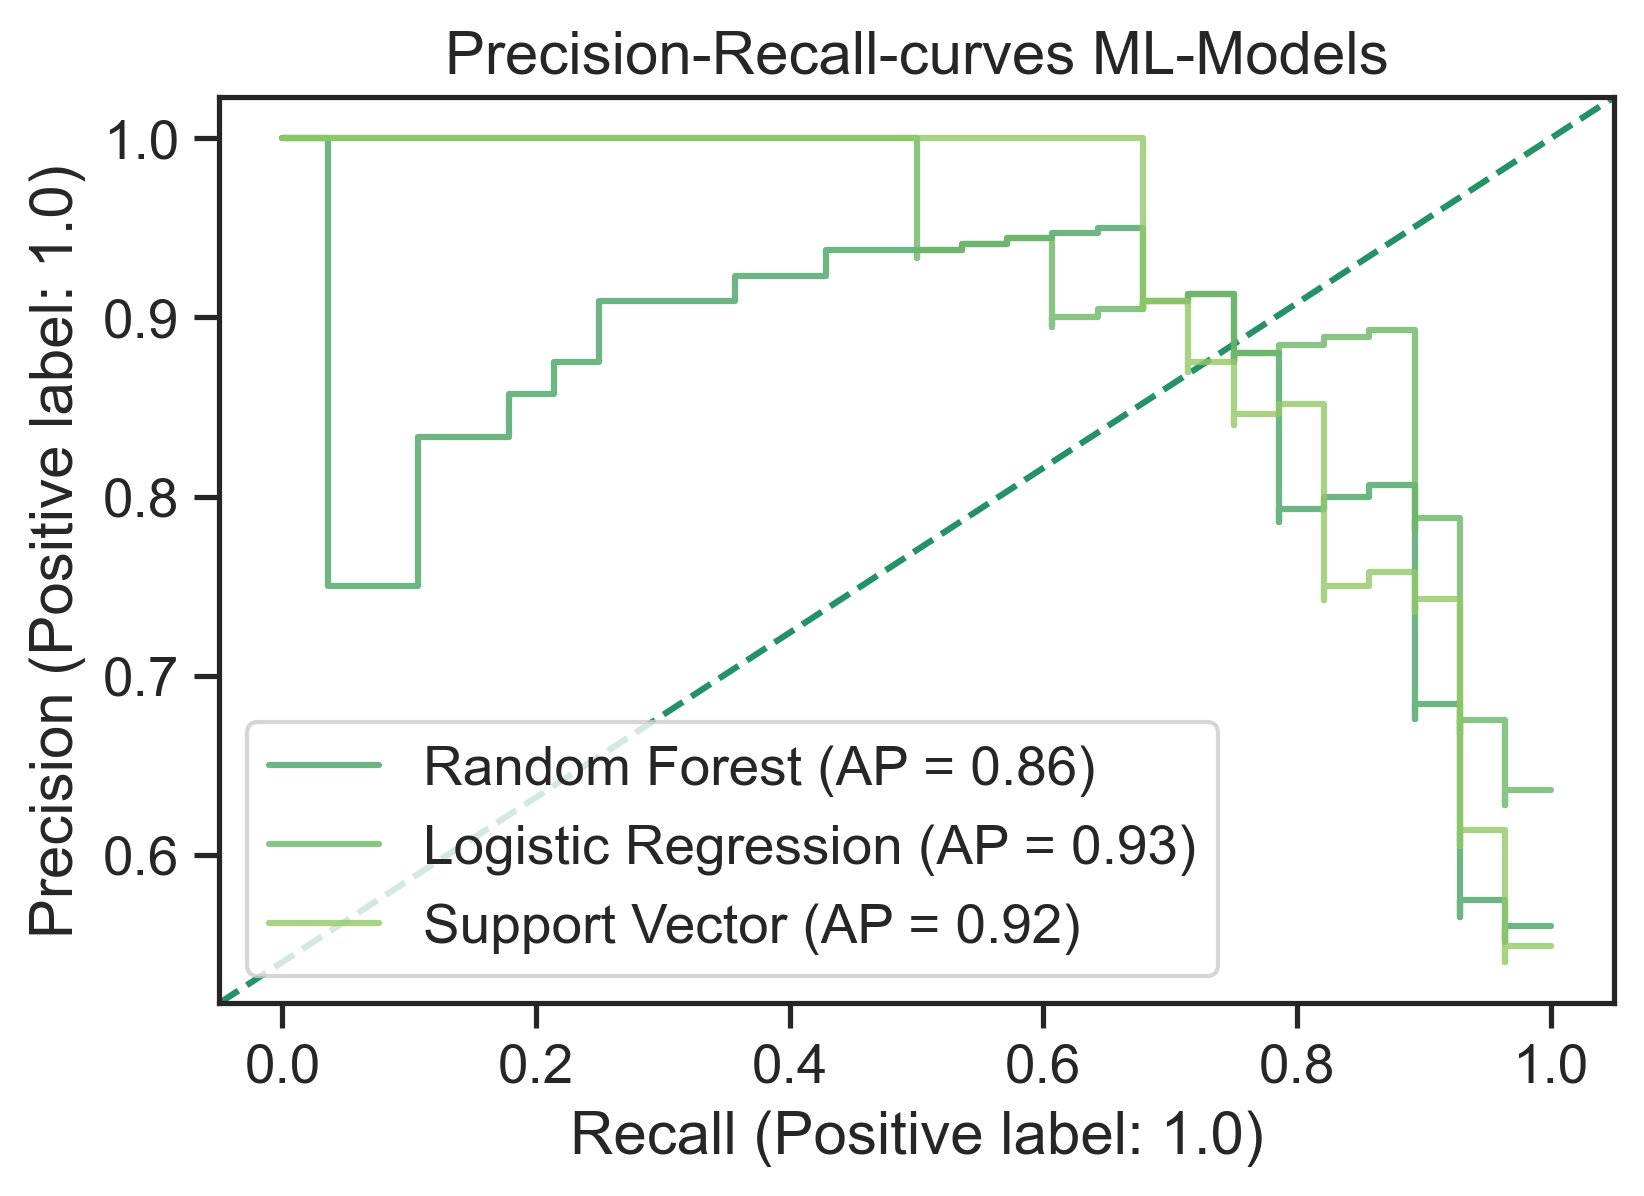 Precision-Recall-curves ML-Models
Precision (Positive label: 1.0)
1.0
0.9
0.8
0.7
0.6
Random Forest (AP = 0.86)
Logistic Regression (AP = 0.93)
Support Vector (AP = 0.92)
0.0 0.2 0.4 0.6 0.8 1.0
Recall (Positive label: 1.0)